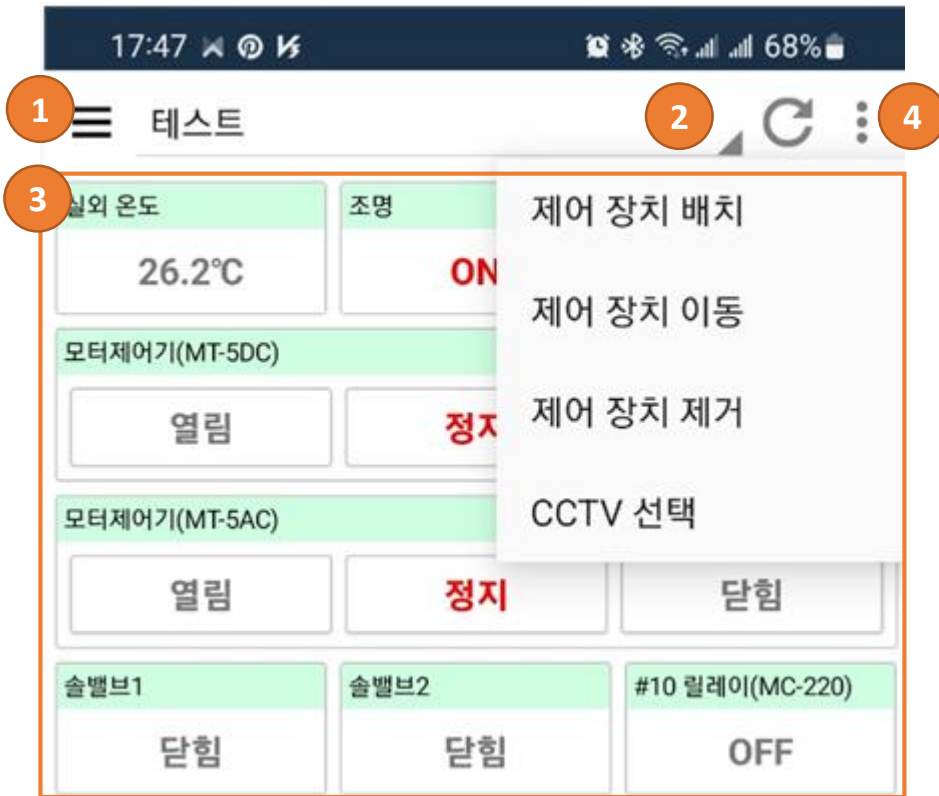 17:47 68%
1 테스트 2 4
3
실외 온도 조명
26.2℃ ON
제어 장치 배치
제어 장치 이동
제어 장치 제거
CCTV 선택
모터제어기(MT-5DC)
열림 정지
모터제어기(MT-5AC)
열림 정지 닫힘
솔밸브1 솔밸브2 #10 릴레이(MC-220)
닫힘 닫힘 OFF